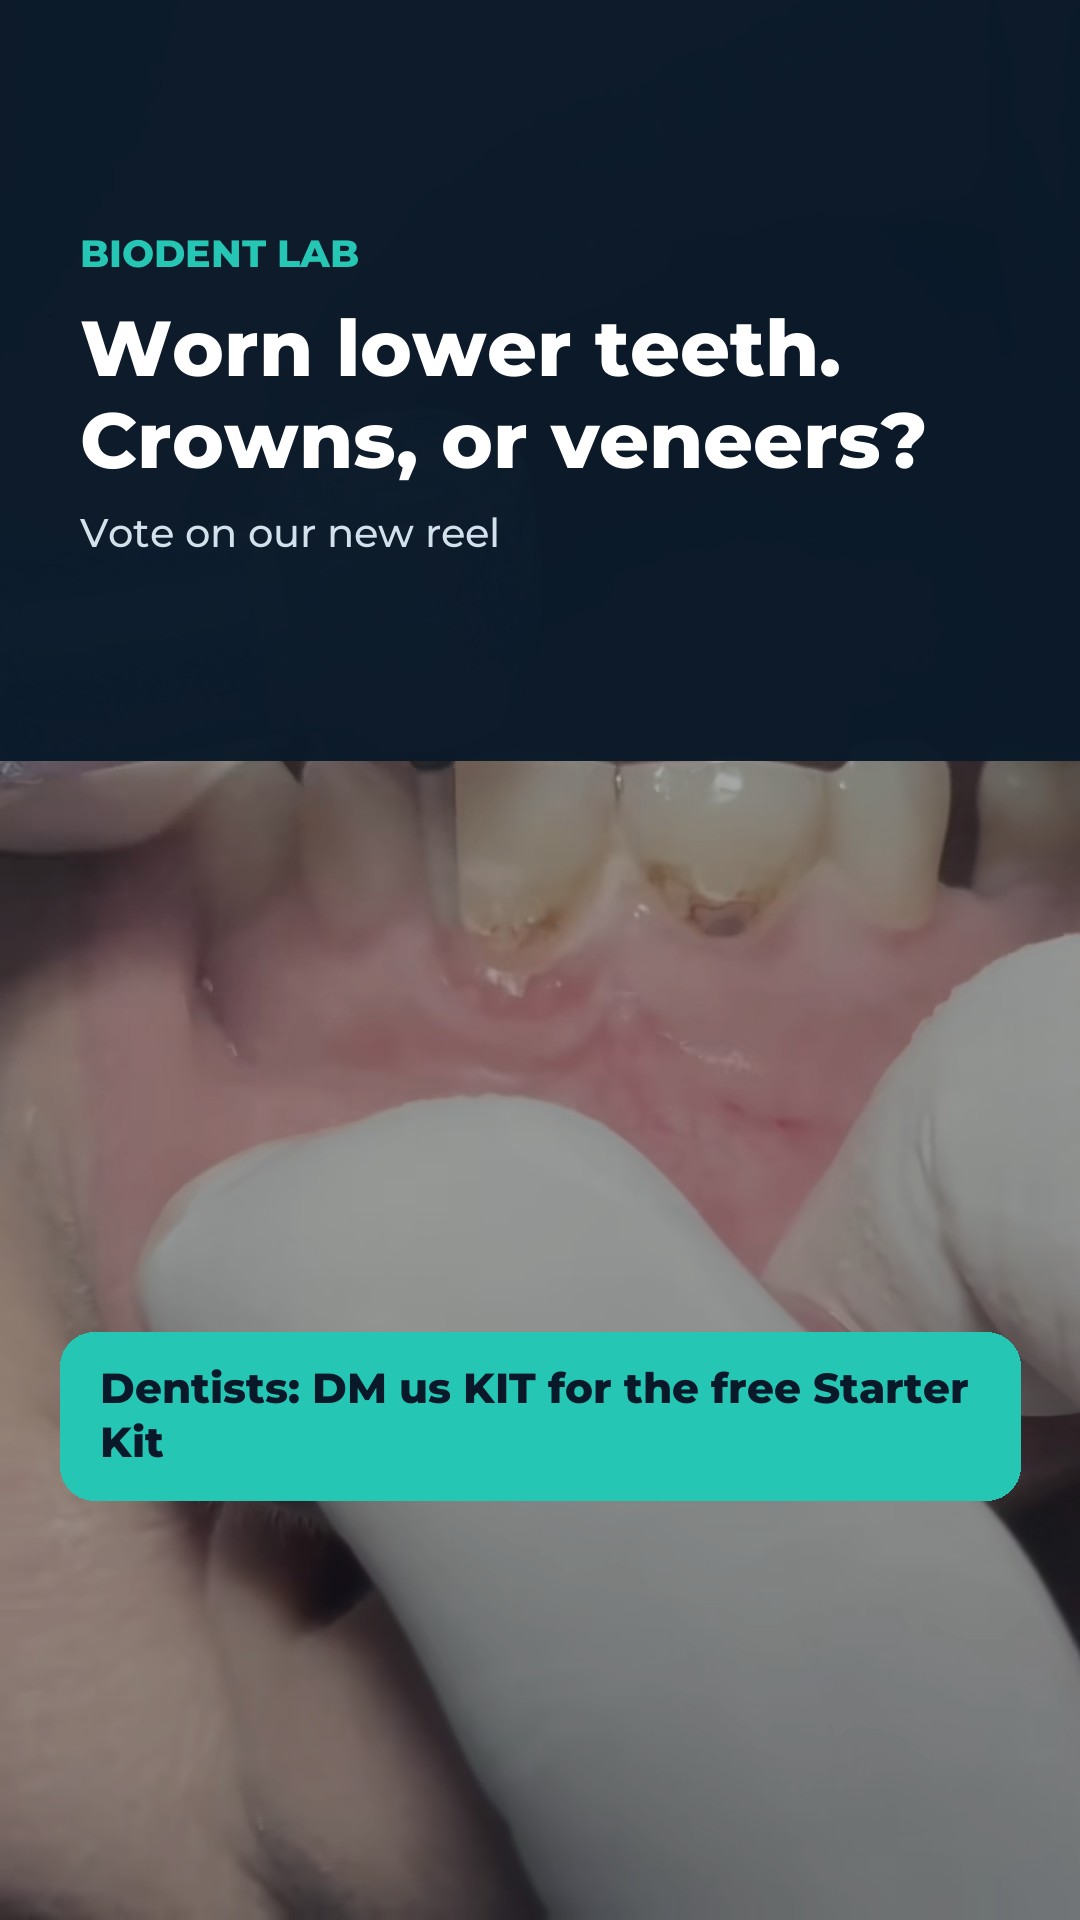 BIODENT LAB
Worn lower teeth.
Crowns, or veneers?
Vote on our new reel
Dentists: DM us KIT for the free Starter
Kit